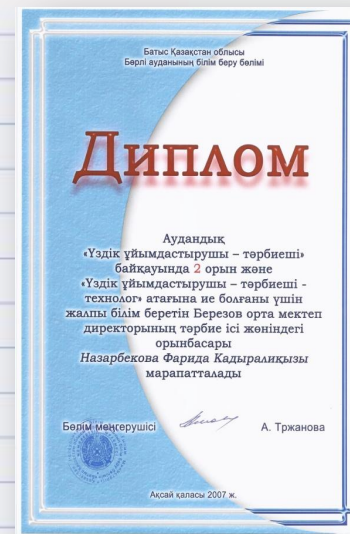 Батыс Қазақстан облысы
Бөрлі ауданының білім беру бөлімі
Диплом
Аудандық
«Үздік ұйымдастырушы – тәрбиеші»
байқауында 2 орын және
«Үздік ұйымдастырушы – тәрбиеші -
технолог» атағына ие болғаны үшін
жалпы білім беретін Березов орта мектеп
директорының тәрбие ісі жөніндегі
орынбасары
Назарбекова Фарида Кадыралиқызы
марапатталады
Бөлім меңгерушісі А. Тржанова
Ақсай қаласы 2007 ж.